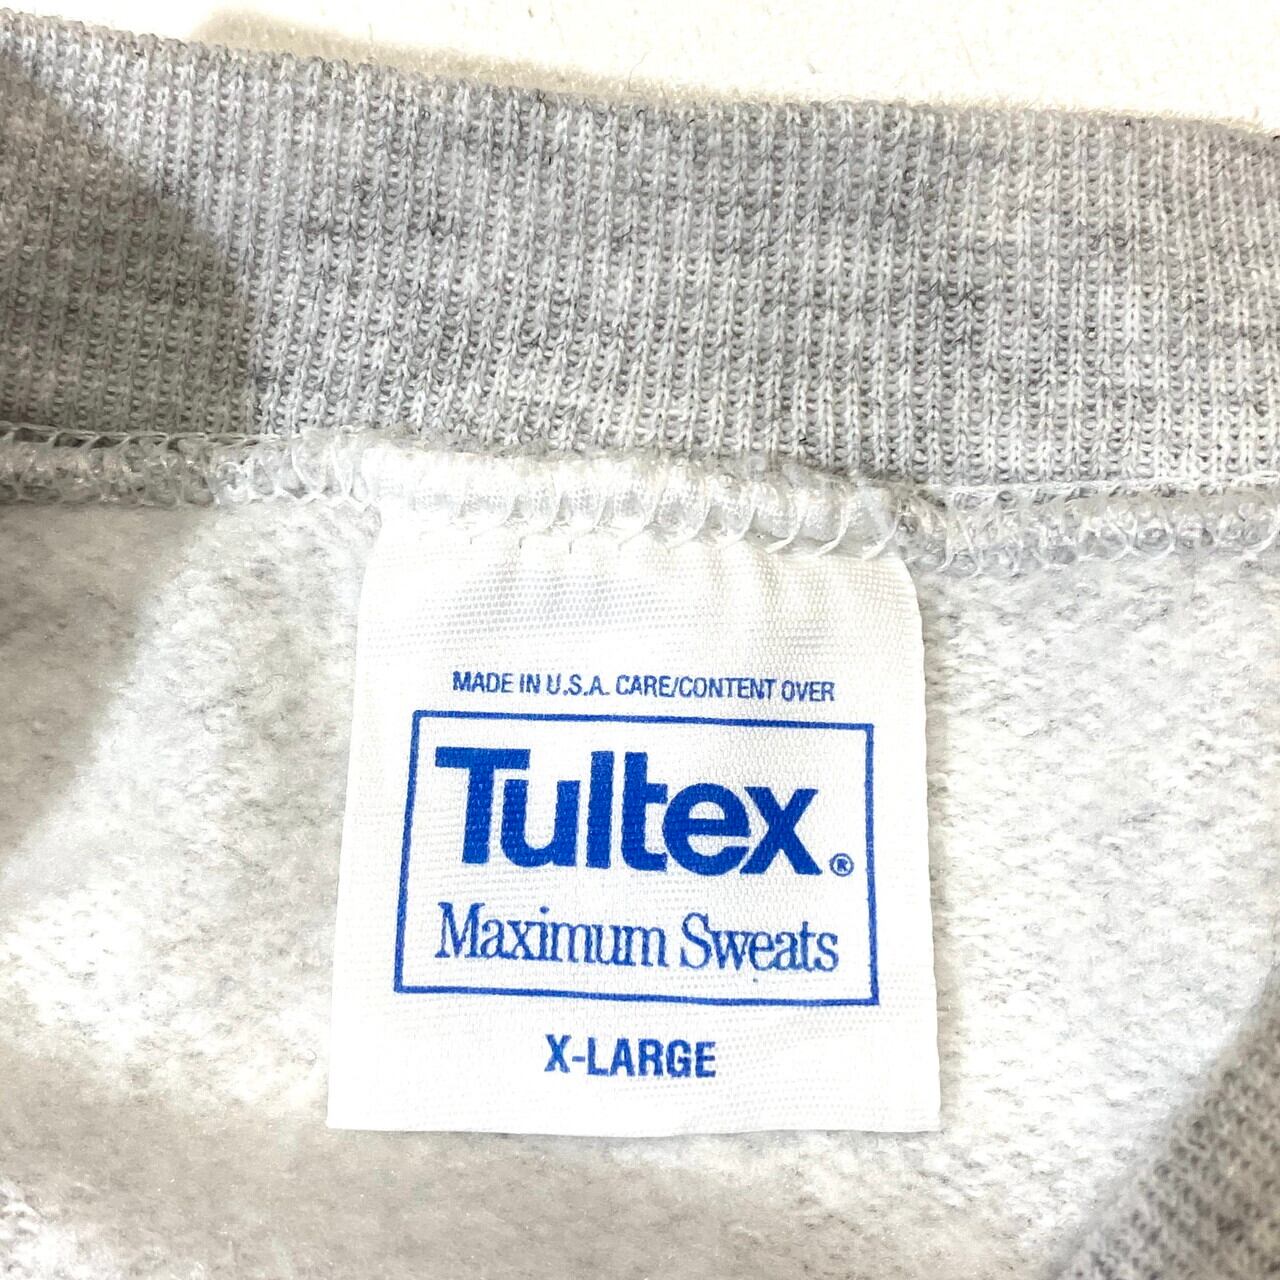 MADE IN U.S.A. CARE/CONTENT OVER
Tultex®
Maximum Sweats
X-LARGE